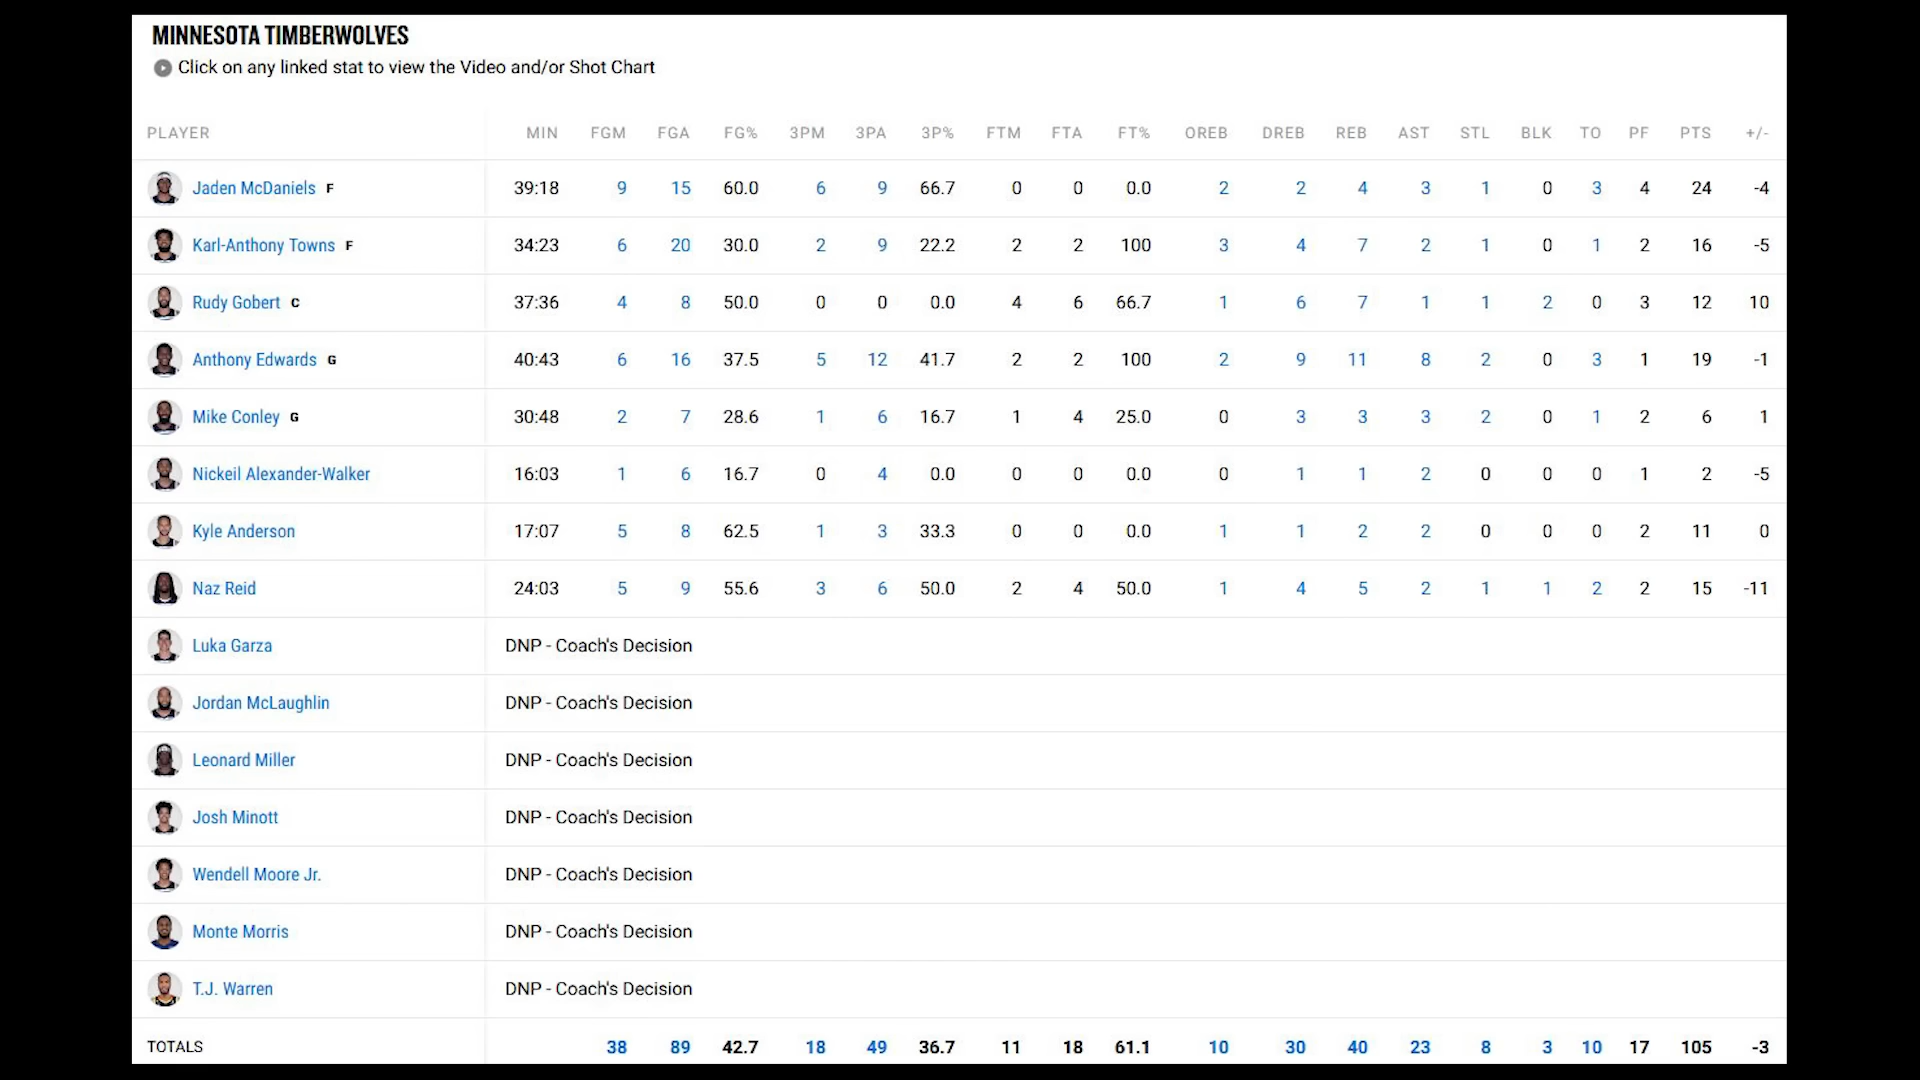 MINNESOTA TIMBERWOLVES
Click on any linked stat to view the Video and/or Shot Chart
PLAYER MIN FGM FGA FG% 3PM 3PA 3P% FTM FTA FT% OREB DREB REB AST STL BLK TO PF PTS +/-
Jaden McDaniels F 39:18 9 15 60.0 6 9 66.7 0 0 0.0 2 2 4 3 1 0 3 4 24 -4
Karl-Anthony Towns F 34:23 6 20 30.0 2 9 22.2 2 2 100 3 4 7 2 1 0 1 2 16 -5
Rudy Gobert C 37:36 4 8 50.0 0 0 0.0 4 6 66.7 1 6 7 1 1 2 0 3 12 10
Anthony Edwards G 40:43 6 16 37.5 5 12 41.7 2 2 100 2 9 11 8 2 0 3 1 19 -1
Mike Conley G 30:48 2 7 28.6 1 6 16.7 1 4 25.0 0 3 3 3 2 0 1 2 6 1
Nickeil Alexander-Walker 16:03 1 6 16.7 0 4 0.0 0 0 0.0 0 1 1 2 0 0 0 1 2 -5
Kyle Anderson 17:07 5 8 62.5 1 3 33.3 0 0 0.0 1 1 2 2 0 0 0 2 11 0
Naz Reid 24:03 5 9 55.6 3 6 50.0 2 4 50.0 1 4 5 2 1 1 2 2 15 -11
Luka Garza DNP - Coach's Decision
Jordan McLaughlin DNP - Coach's Decision
Leonard Miller DNP - Coach's Decision
Josh Minott DNP - Coach's Decision
Wendell Moore Jr. DNP - Coach's Decision
Monte Morris DNP - Coach's Decision
T.J. Warren DNP - Coach's Decision
TOTALS 38 89 42.7 18 49 36.7 11 18 61.1 10 30 40 23 8 3 10 17 105 -3